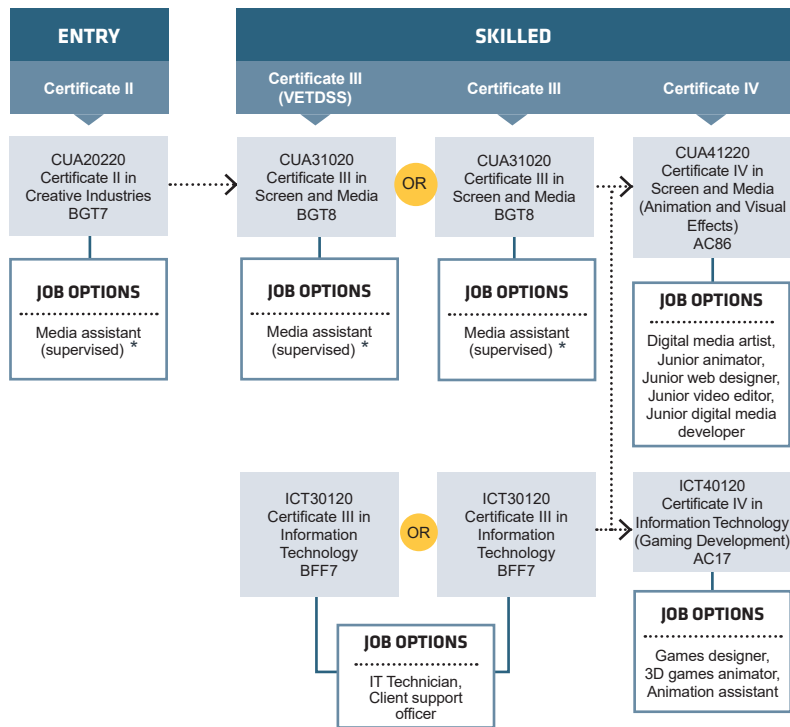 ENTRY
SKILLED
Certificate II
Certificate III
(VETDSS)
Certificate III
Certificate IV
CUA20220
Certificate II in
Creative Industries
BGT7
CUA31020
Certificate III in
Screen and Media
BGT8
OR
CUA31020
Certificate III in
Screen and Media
BGT8
CUA41220
Certificate IV in
Screen and Media
(Animation and Visual
Effects)
AC86
JOB OPTIONS
Media assistant
(supervised) *
JOB OPTIONS
Media assistant
(supervised) *
JOB OPTIONS
Media assistant
(supervised) *
JOB OPTIONS
Digital media artist,
Junior animator,
Junior web designer,
Junior video editor,
Junior digital media
developer
ICT30120
Certificate III in
Information
Technology
BFF7
OR
ICT30120
Certificate III in
Information
Technology
BFF7
ICT40120
Certificate IV in
Information Technology
(Gaming Development)
AC17
JOB OPTIONS
IT Technician,
Client support
officer
JOB OPTIONS
Games designer,
3D games animator,
Animation assistant